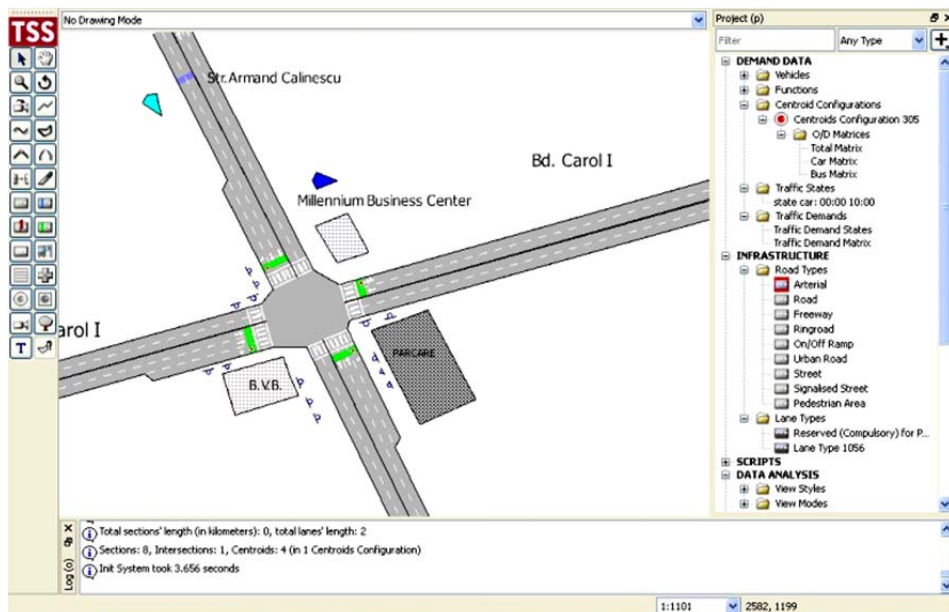 TSS
No Drawing Mode
Str.Armand Calinescu
Bd. Carol I
Millennium Business Center
arol I
PARCARE
B.V.B.
Project (p)
Filter
Any Type
DEMAND DATA
Vehicles
Functions
Centroid Configurations
Centroids Configuration 305
O/D Matrices
Total Matrix
Car Matrix
Bus Matrix
Traffic States
state car: 00:00 10:00
Traffic Demands
Traffic Demand States
Traffic Demand Matrix
INFRASTRUCTURE
Road Types
Arterial
Road
Freeway
Ringroad
On/Off Ramp
Urban Road
Street
Signalised Street
Pedestrian Area
Lane Types
Reserved (Compulsory) for P...
Lane Type 1056
SCRIPTS
DATA ANALYSIS
View Styles
View Modes
Log (o)
Total sections' length (in kilometers): 0, total lanes' length: 2
Sections: 8, Intersections: 1, Centroids: 4 (in 1 Centroids Configuration)
Init System took 3.656 seconds
1:1101
2582, 1199